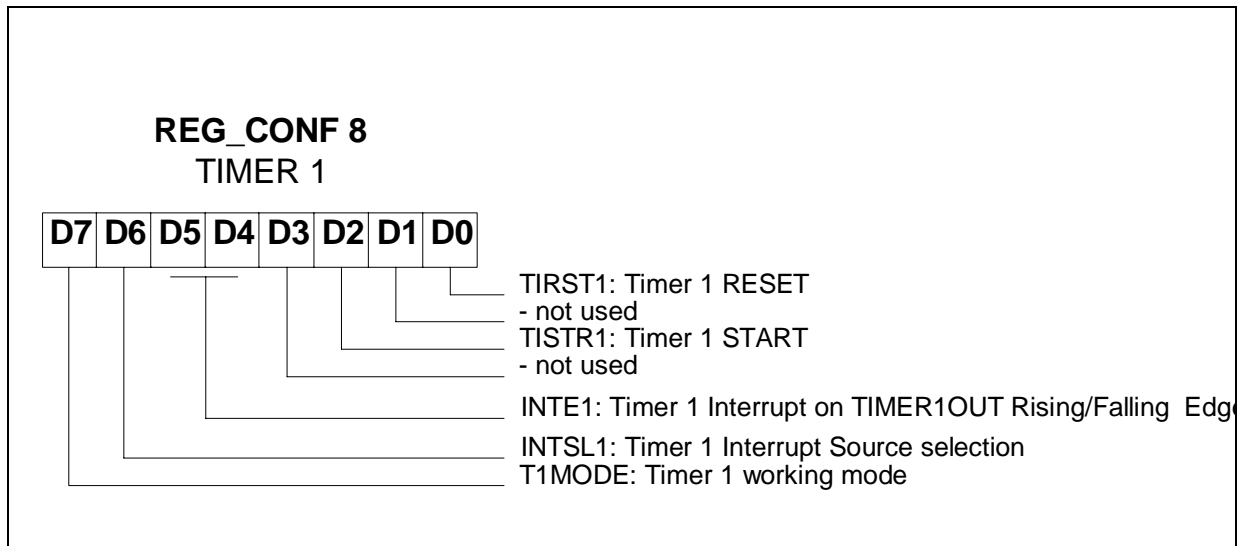 REG_CONF 8
TIMER 1
D7 D6 D5 D4 D3 D2 D1 D0
TIRST1: Timer 1 RESET
- not used
TISTR1: Timer 1 START
- not used
INTE1: Timer 1 Interrupt on TIMER1OUT Rising/Falling Edg
INTSL1: Timer 1 Interrupt Source selection
T1MODE: Timer 1 working mode